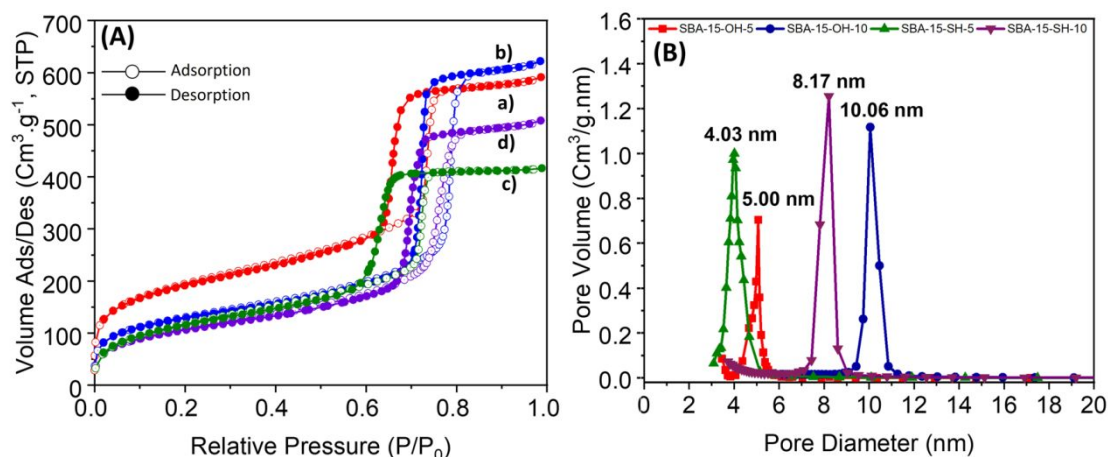 (A)
Adsorption
Desorption
b)
a)
d)
c)
Volume Ads/Des (Cm³.g⁻¹, STP)
700
600
500
400
300
200
100
0
0.0 0.2 0.4 0.6 0.8 1.0
Relative Pressure (P/P₀)
SBA-15-OH-5 SBA-15-OH-10 SBA-15-SH-5 SBA-15-SH-10
(B)
8.17 nm
10.06 nm
4.03 nm
5.00 nm
Pore Volume (Cm³/g.nm)
1.6
1.4
1.2
1.0
0.8
0.6
0.4
0.2
0.0
0 2 4 6 8 10 12 14 16 18 20
Pore Diameter (nm)